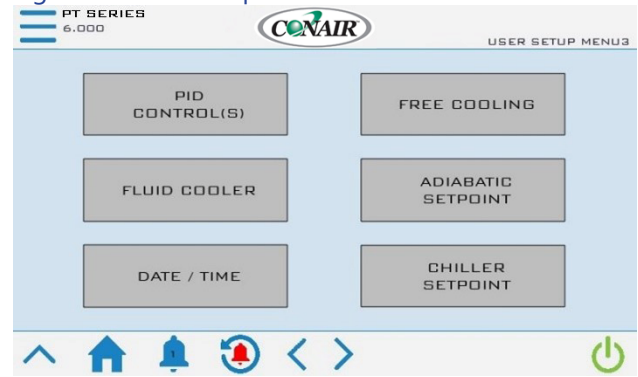 PT SERIES
6.000
CONAIR
USER SETUP MENU3
PID
CONTROL(S)
FREE COOLING
FLUID COOLER
ADIABATIC
SETPOINT
DATE / TIME
CHILLER
SETPOINT
1